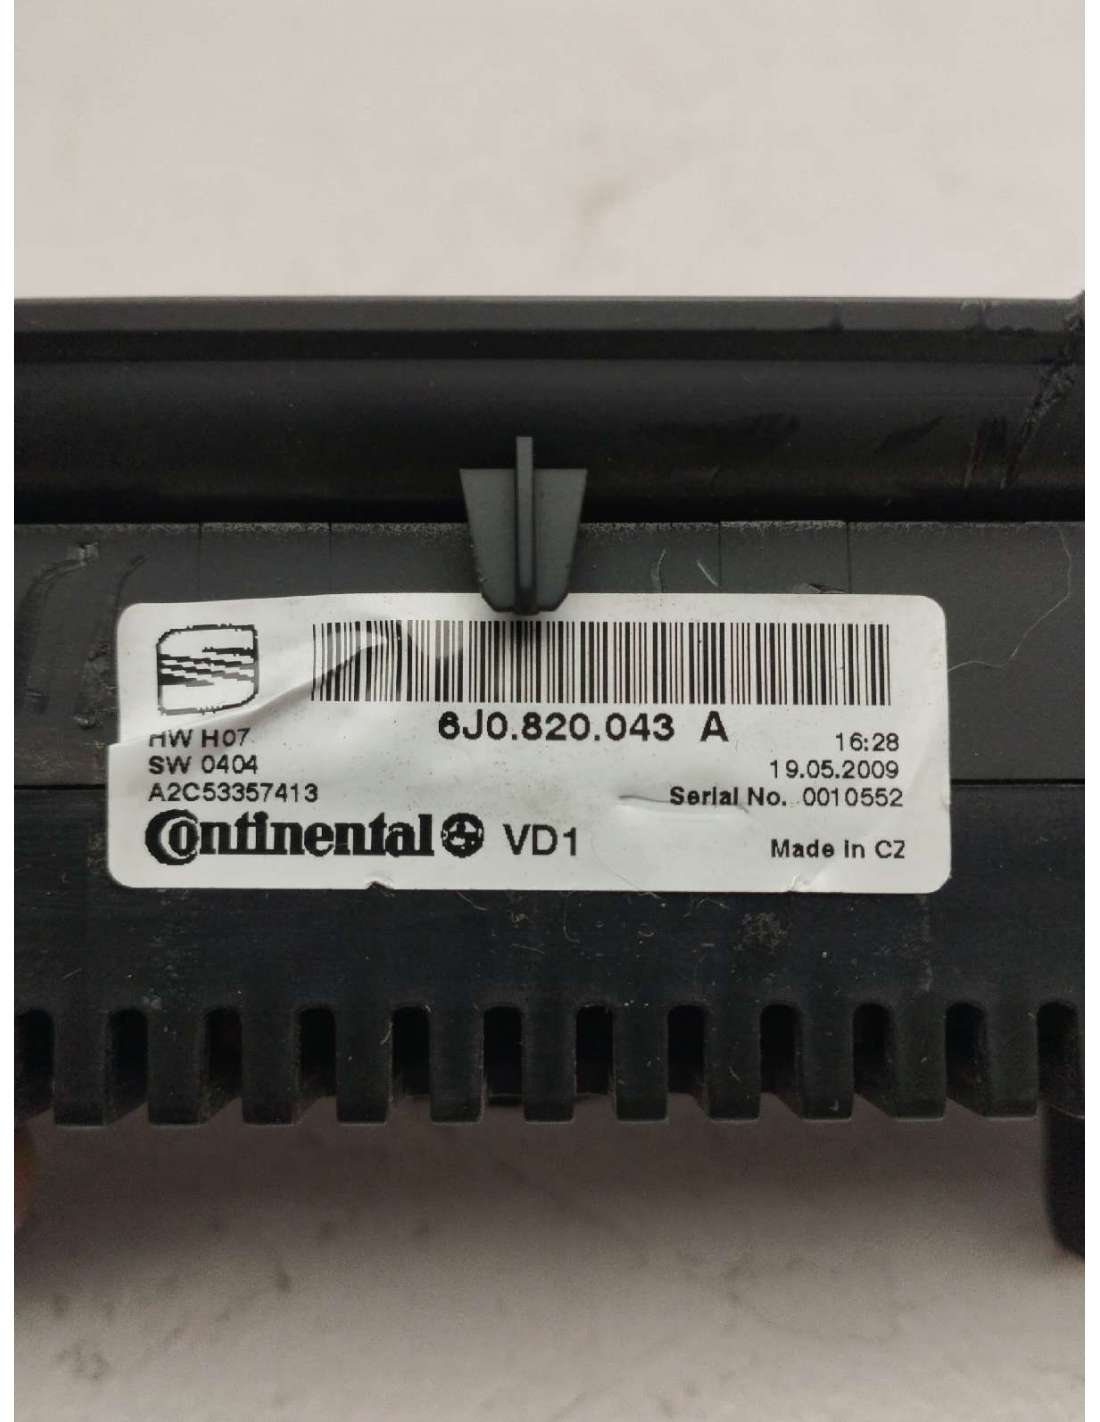 6J0.820.043 A
HW H07
16:28
SW 0404
19.05.2009
A2C53357413
Serial No. 0010552
Continental VD1
Made in CZ